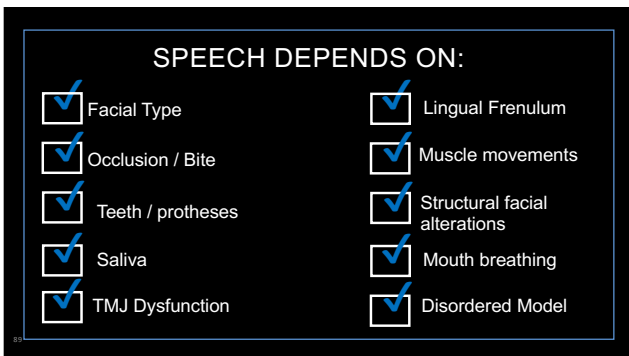 SPEECH DEPENDS ON:
Facial Type
Occlusion / Bite
Teeth / protheses
Saliva
TMJ Dysfunction
Lingual Frenulum
Muscle movements
Structural facial
alterations
Mouth breathing
Disordered Model
89